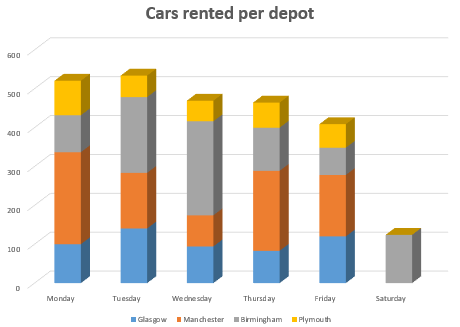 Cars rented per depot
600
500
400
300
200
100
0
Monday Tuesday Wednesday Thursday Friday Saturday
Glasgow Manchester Birmingham Plymouth